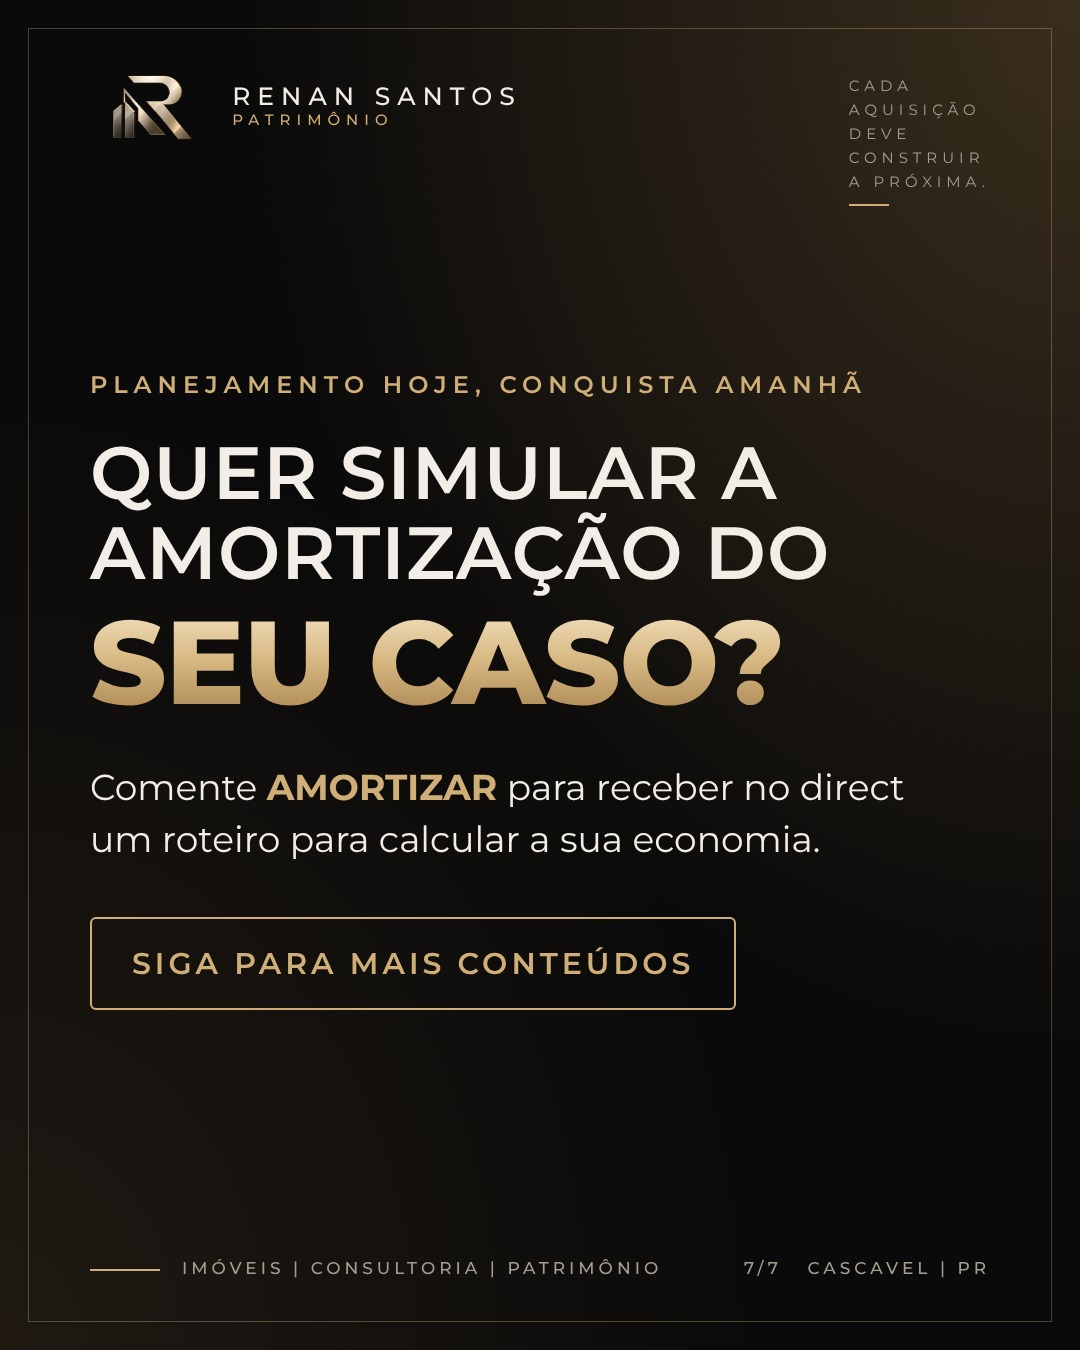 RENAN SANTOS
PATRIMÔNIO
CADA
AQUISIÇÃO
DEVE
CONSTRUIR
A PRÓXIMA.
PLANEJAMENTO HOJE, CONQUISTA AMANHÃ
QUER SIMULAR A
AMORTIZAÇÃO DO
SEU CASO?
Comente AMORTIZAR para receber no direct
um roteiro para calcular a sua economia.
SIGA PARA MAIS CONTEÚDOS
IMÓVEIS | CONSULTORIA | PATRIMÔNIO
7/7 CASCAVEL | PR